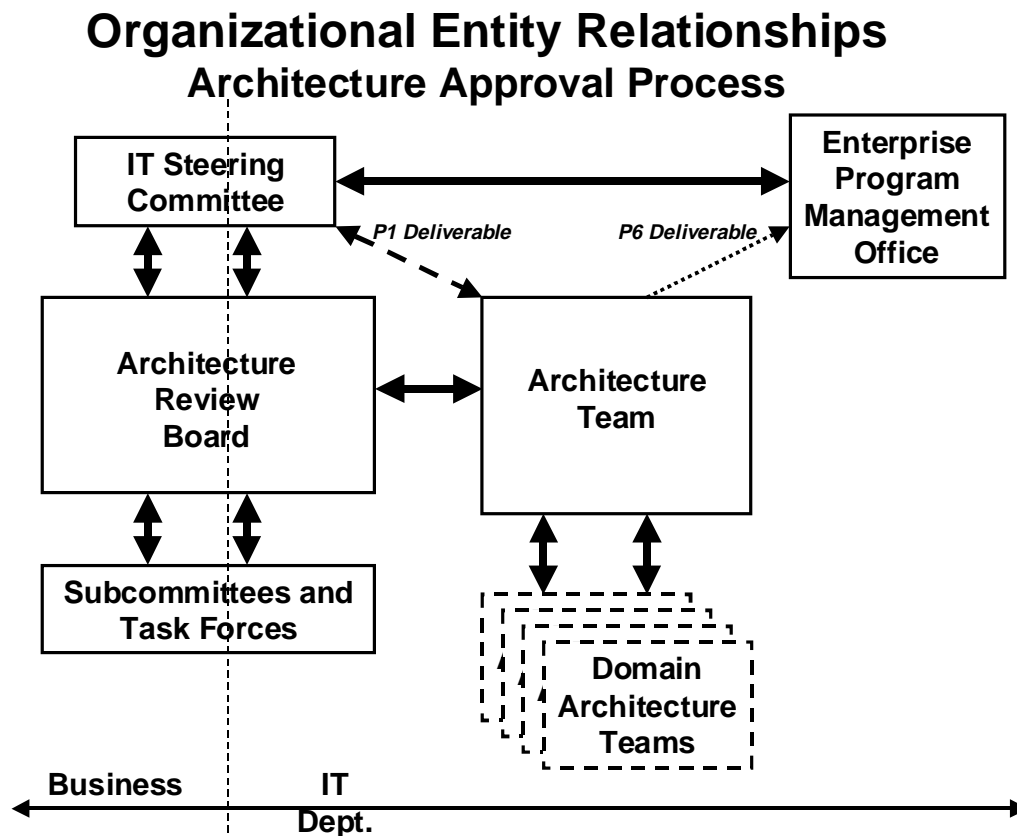 Organizational Entity Relationships
Architecture Approval Process
IT Steering
Committee
Enterprise
Program
Management
Office
P1 Deliverable
P6 Deliverable
Architecture
Review
Board
Architecture
Team
Subcommittees and
Task Forces
Domain
Architecture
Teams
Business
IT
Dept.